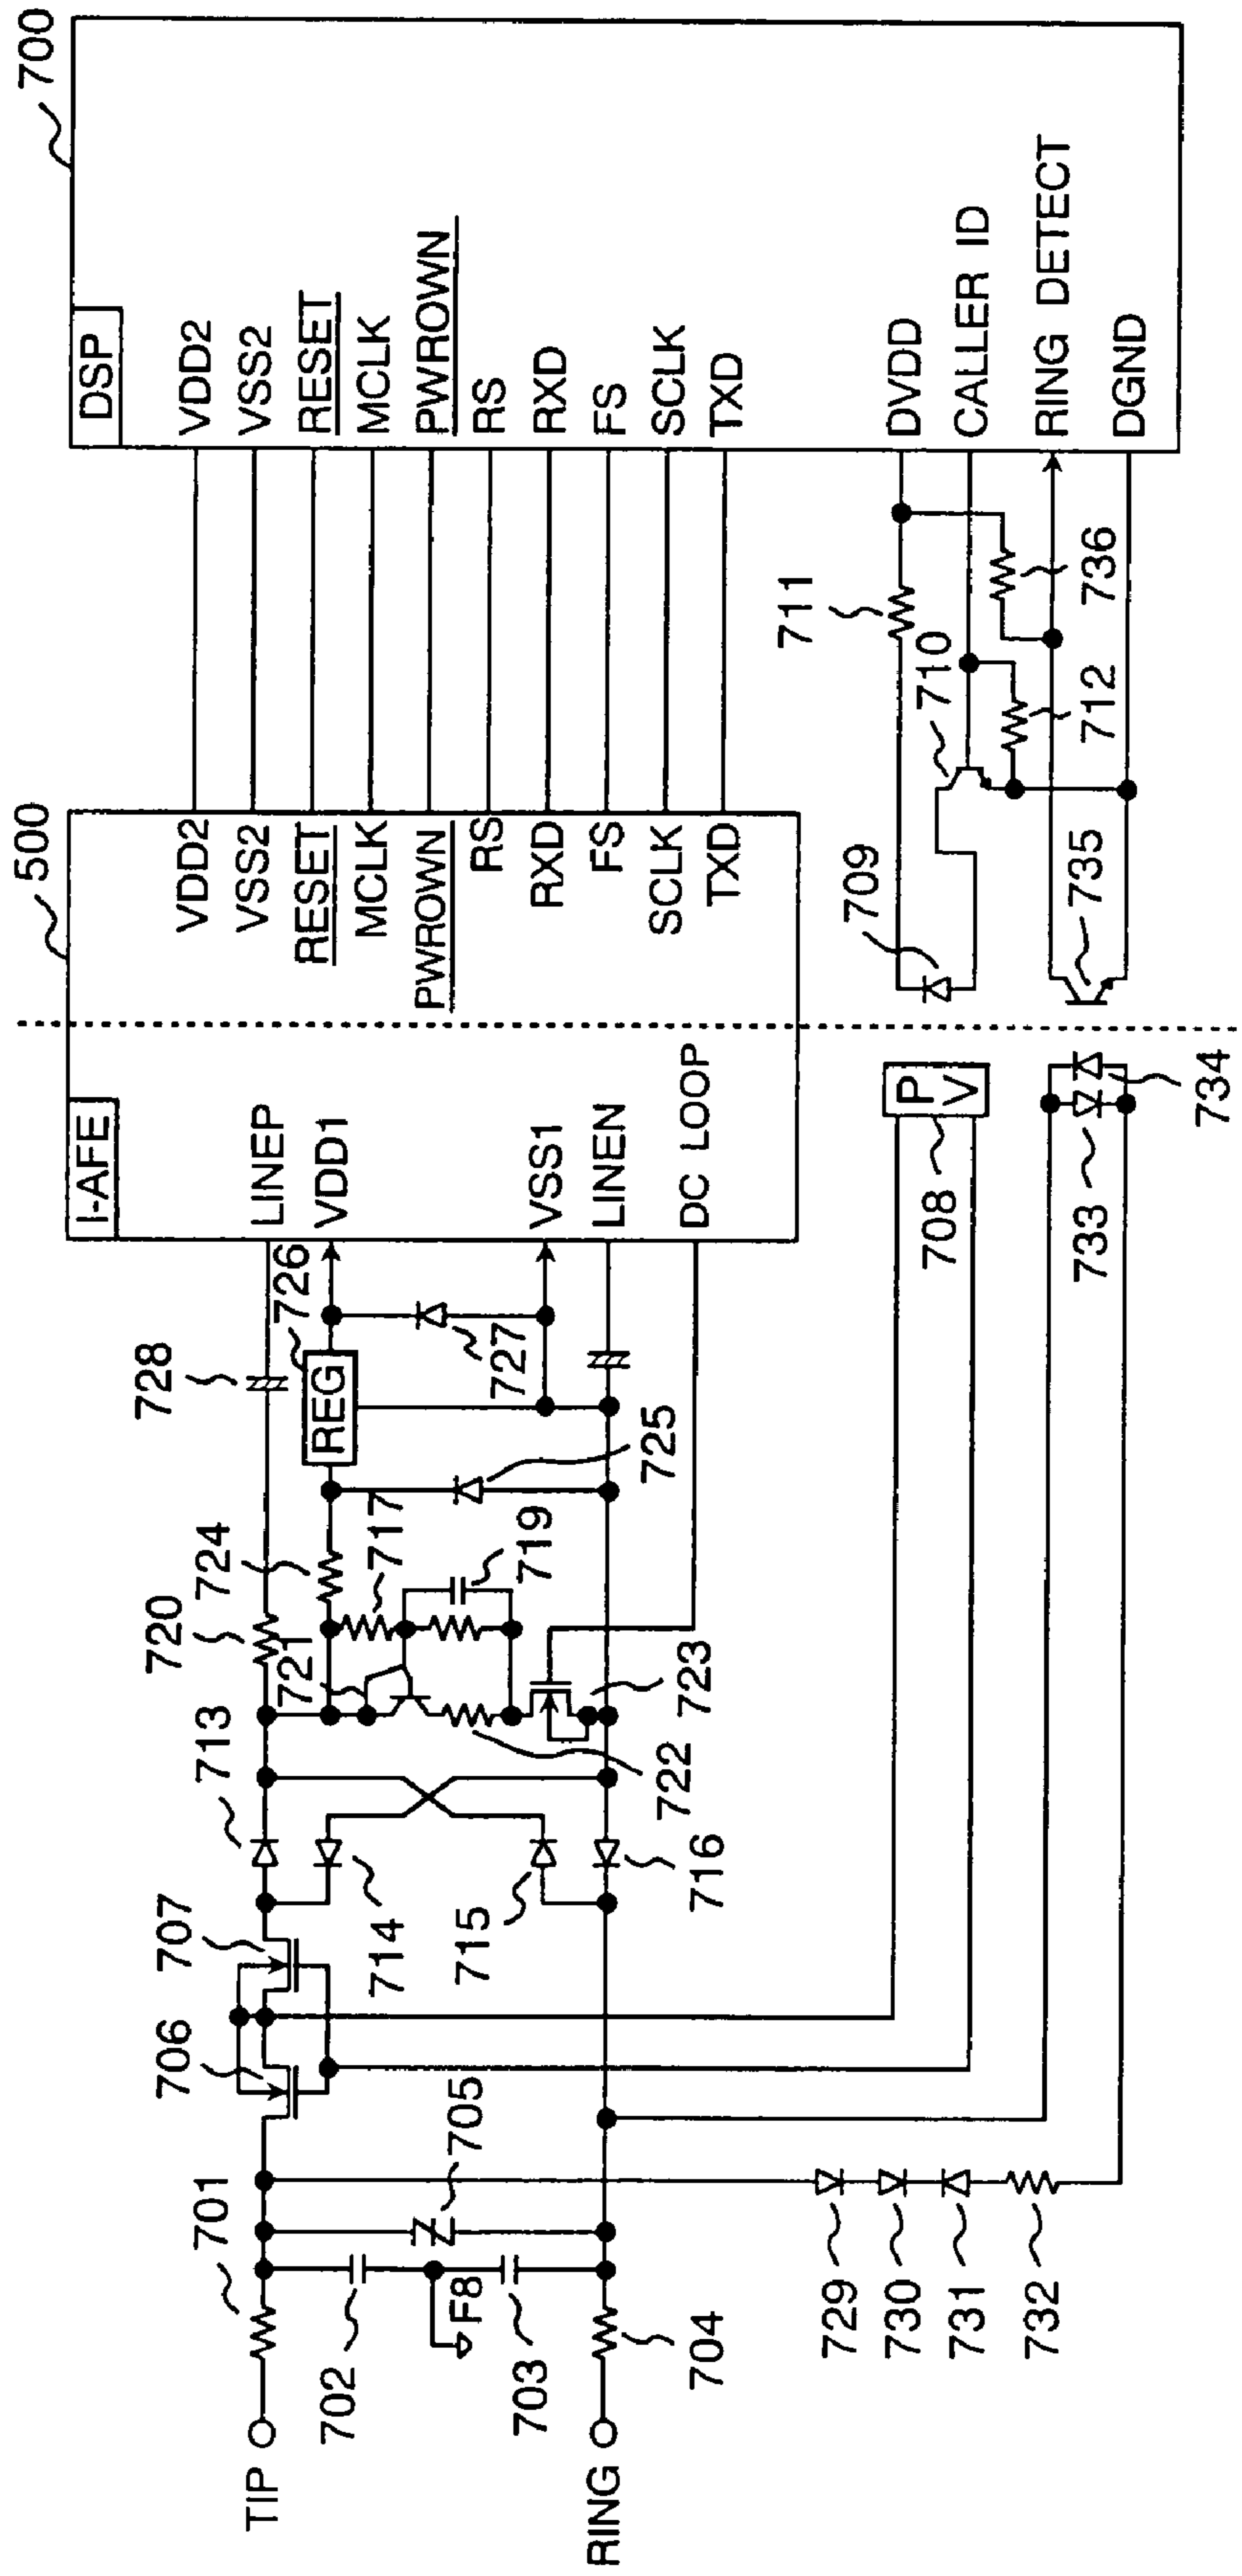 700
DSP
VDD2
VSS2
RESET
MCLK
PWROWN
RS
RXD
FS
SCLK
TXD
DVDD
CALLER ID
RING DETECT
DGND
711
736
710
712
709
735
500
VDD2
VSS2
RESET
MCLK
PWROWN
RS
RXD
FS
SCLK
TXD
I-AFE
LINEP
VDD1
VSS1
LINEN
DC LOOP
P V
708
733
734
726
REG
727
728
725
724
717
719
720
721
722
723
713
714
715
716
707
706
705
701
702
F8
703
704
729
730
731
732
TIP
RING